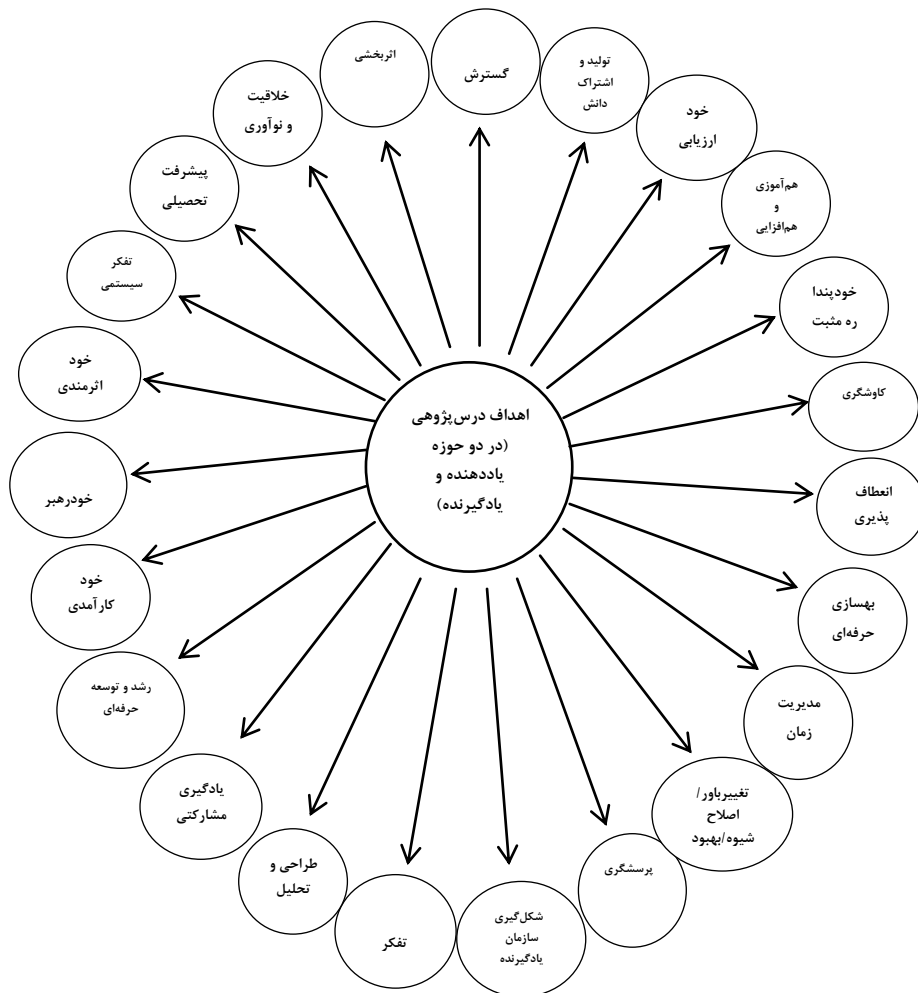 اهداف درس‌پژوهی
(در دو حوزه
یاددهنده و
یادگیرنده)
گسترش
تولید و
اشتراک
دانش
خود
ارزیابی
هم‌آموزی
و
هم‌افزایی
خودپندا
ره مثبت
کاوشگری
انعطاف
پذیری
بهسازی
حرفه‌ای
مدیریت
زمان
تغییرباور/
اصلاح
شیوه/بهبود
پرسشگری
شکل‌گیری
سازمان
یادگیرنده
تفکر
طراحی و
تحلیل
یادگیری
مشارکتی
رشد و توسعه
حرفه‌ای
خود
کارآمدی
خودرهبر
خود
اثرمندی
تفکر
سیستمی
پیشرفت
تحصیلی
خلاقیت
و نوآوری
اثربخشی